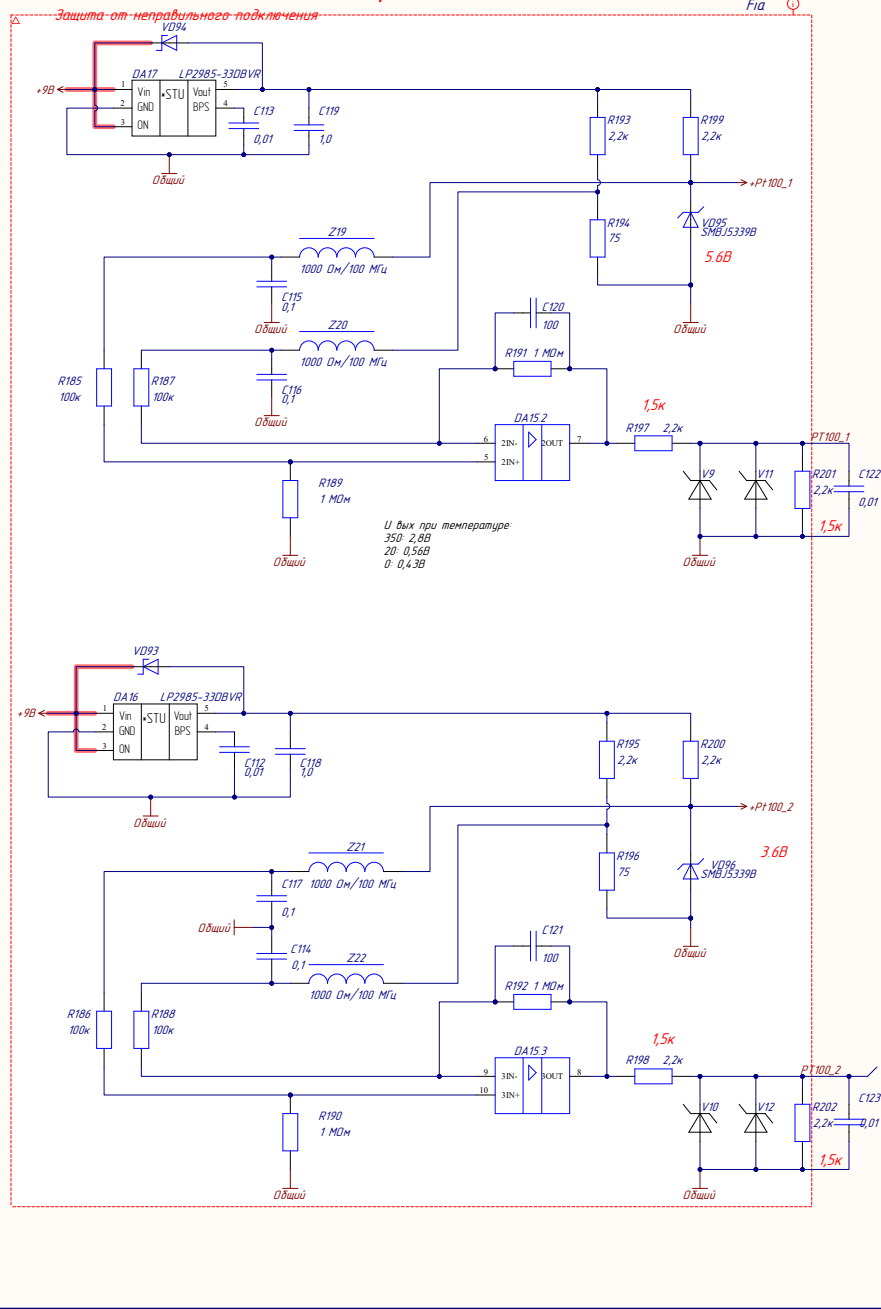 Fia
Защита от неправильного подключения
VD94
DA17 LP2985-33DBVR
+9В
1 Vin *STU Vout 5
2 GND BPS 4
3 ON
C113
0,01
C119
1,0
Общий
R193
2,2к
R199
2,2к
+Pt100_1
R194
75
VD95
SMBJ5339B
5.6В
Общий
Z19
1000 Ом/100 МГц
C115
0,1
Общий
Z20
1000 Ом/100 МГц
C116
0,1
Общий
C120
100
R191 1 МОм
R185
100к
R187
100к
DA15.2
6 2IN- 2OUT 7
5 2IN+
1,5к
R197 2,2к
PT100_1
V9
V11
R201
2,2к
C122
0,01
1,5к
Общий
R189
1 МОм
Общий
U вых при температуре:
350: 2,8В
20: 0,56В
0: 0,43В
VD93
DA16 LP2985-33DBVR
+9В
1 Vin *STU Vout 5
2 GND BPS 4
3 ON
C112
0,01
C118
1,0
Общий
R195
2,2к
R200
2,2к
+Pt100_2
R196
75
VD96
SMBJ5339B
3.6В
Общий
Z21
1000 Ом/100 МГц
C117
0,1
Общий
C114
0,1
Z22
1000 Ом/100 МГц
C121
100
R192 1 МОм
R186
100к
R188
100к
DA15.3
9 3IN- 3OUT 8
10 3IN+
1,5к
R198 2,2к
PT100_2
V10
V12
R202
2,2к
C123
0,01
1,5к
Общий
R190
1 МОм
Общий